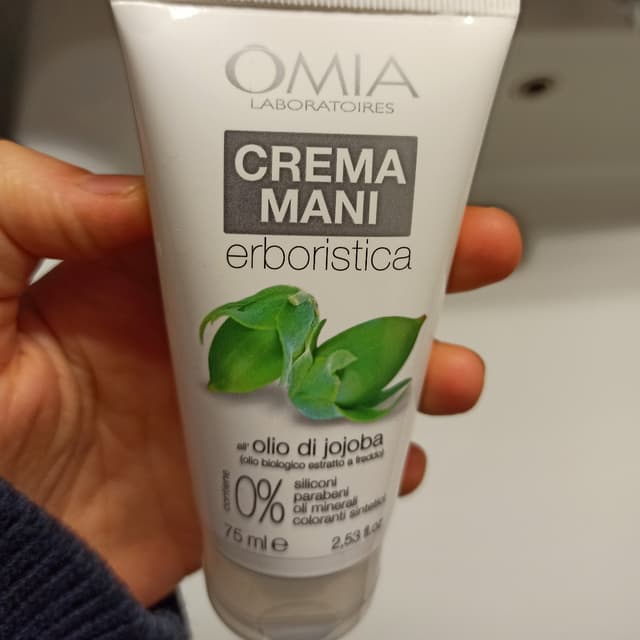 ÔMIA
LABORATOIRES
CREMA
MANI
erboristica
all' olio di jojoba
(olio biologico estratto a freddo)
contiene
0%
siliconi
parabeni
oli minerali
coloranti sintetici
75 ml e 2,53 fl.oz